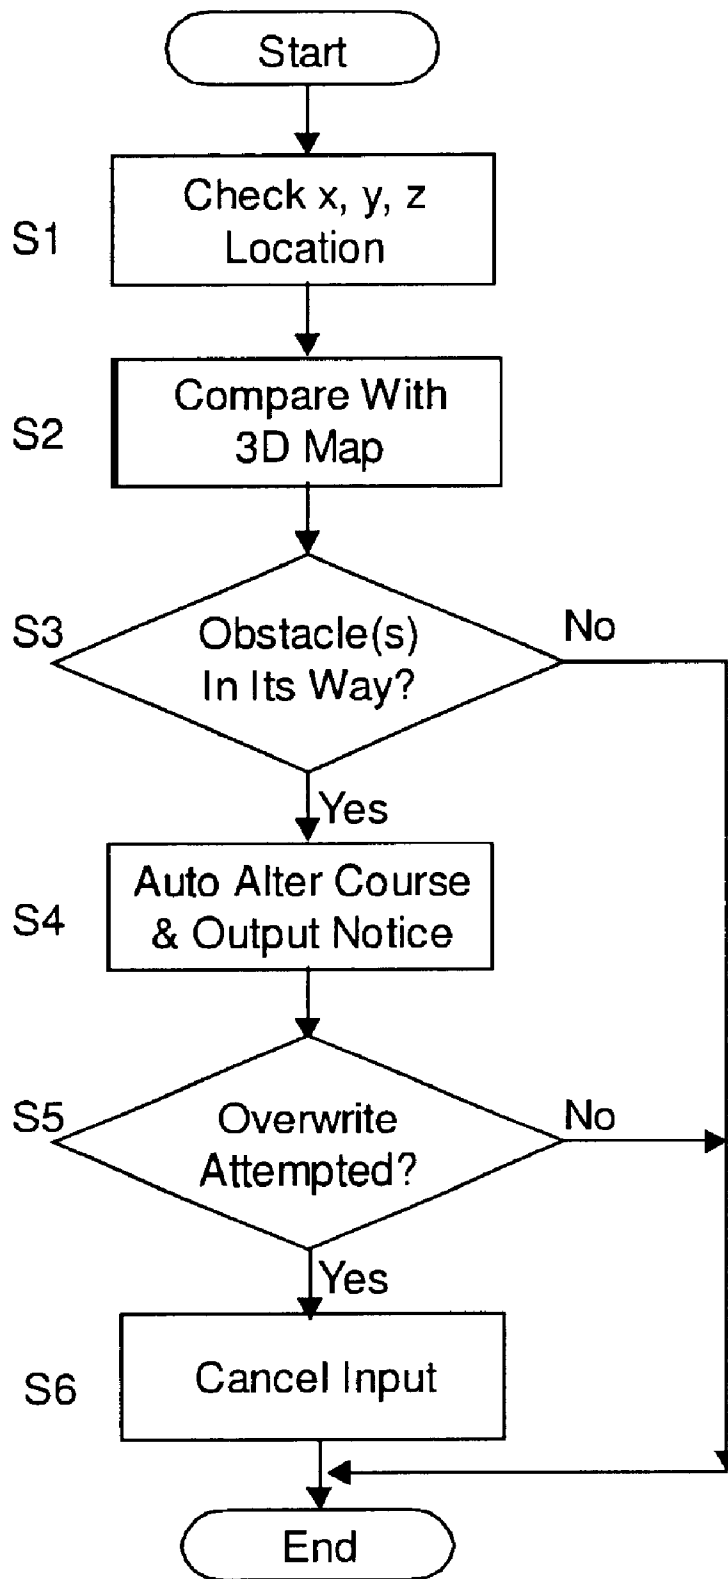 Start
S1
Check x, y, z
Location
S2
Compare With
3D Map
S3
Obstacle(s)
In Its Way?
No
Yes
S4
Auto Alter Course
& Output Notice
S5
Overwrite
Attempted?
No
Yes
S6
Cancel Input
End